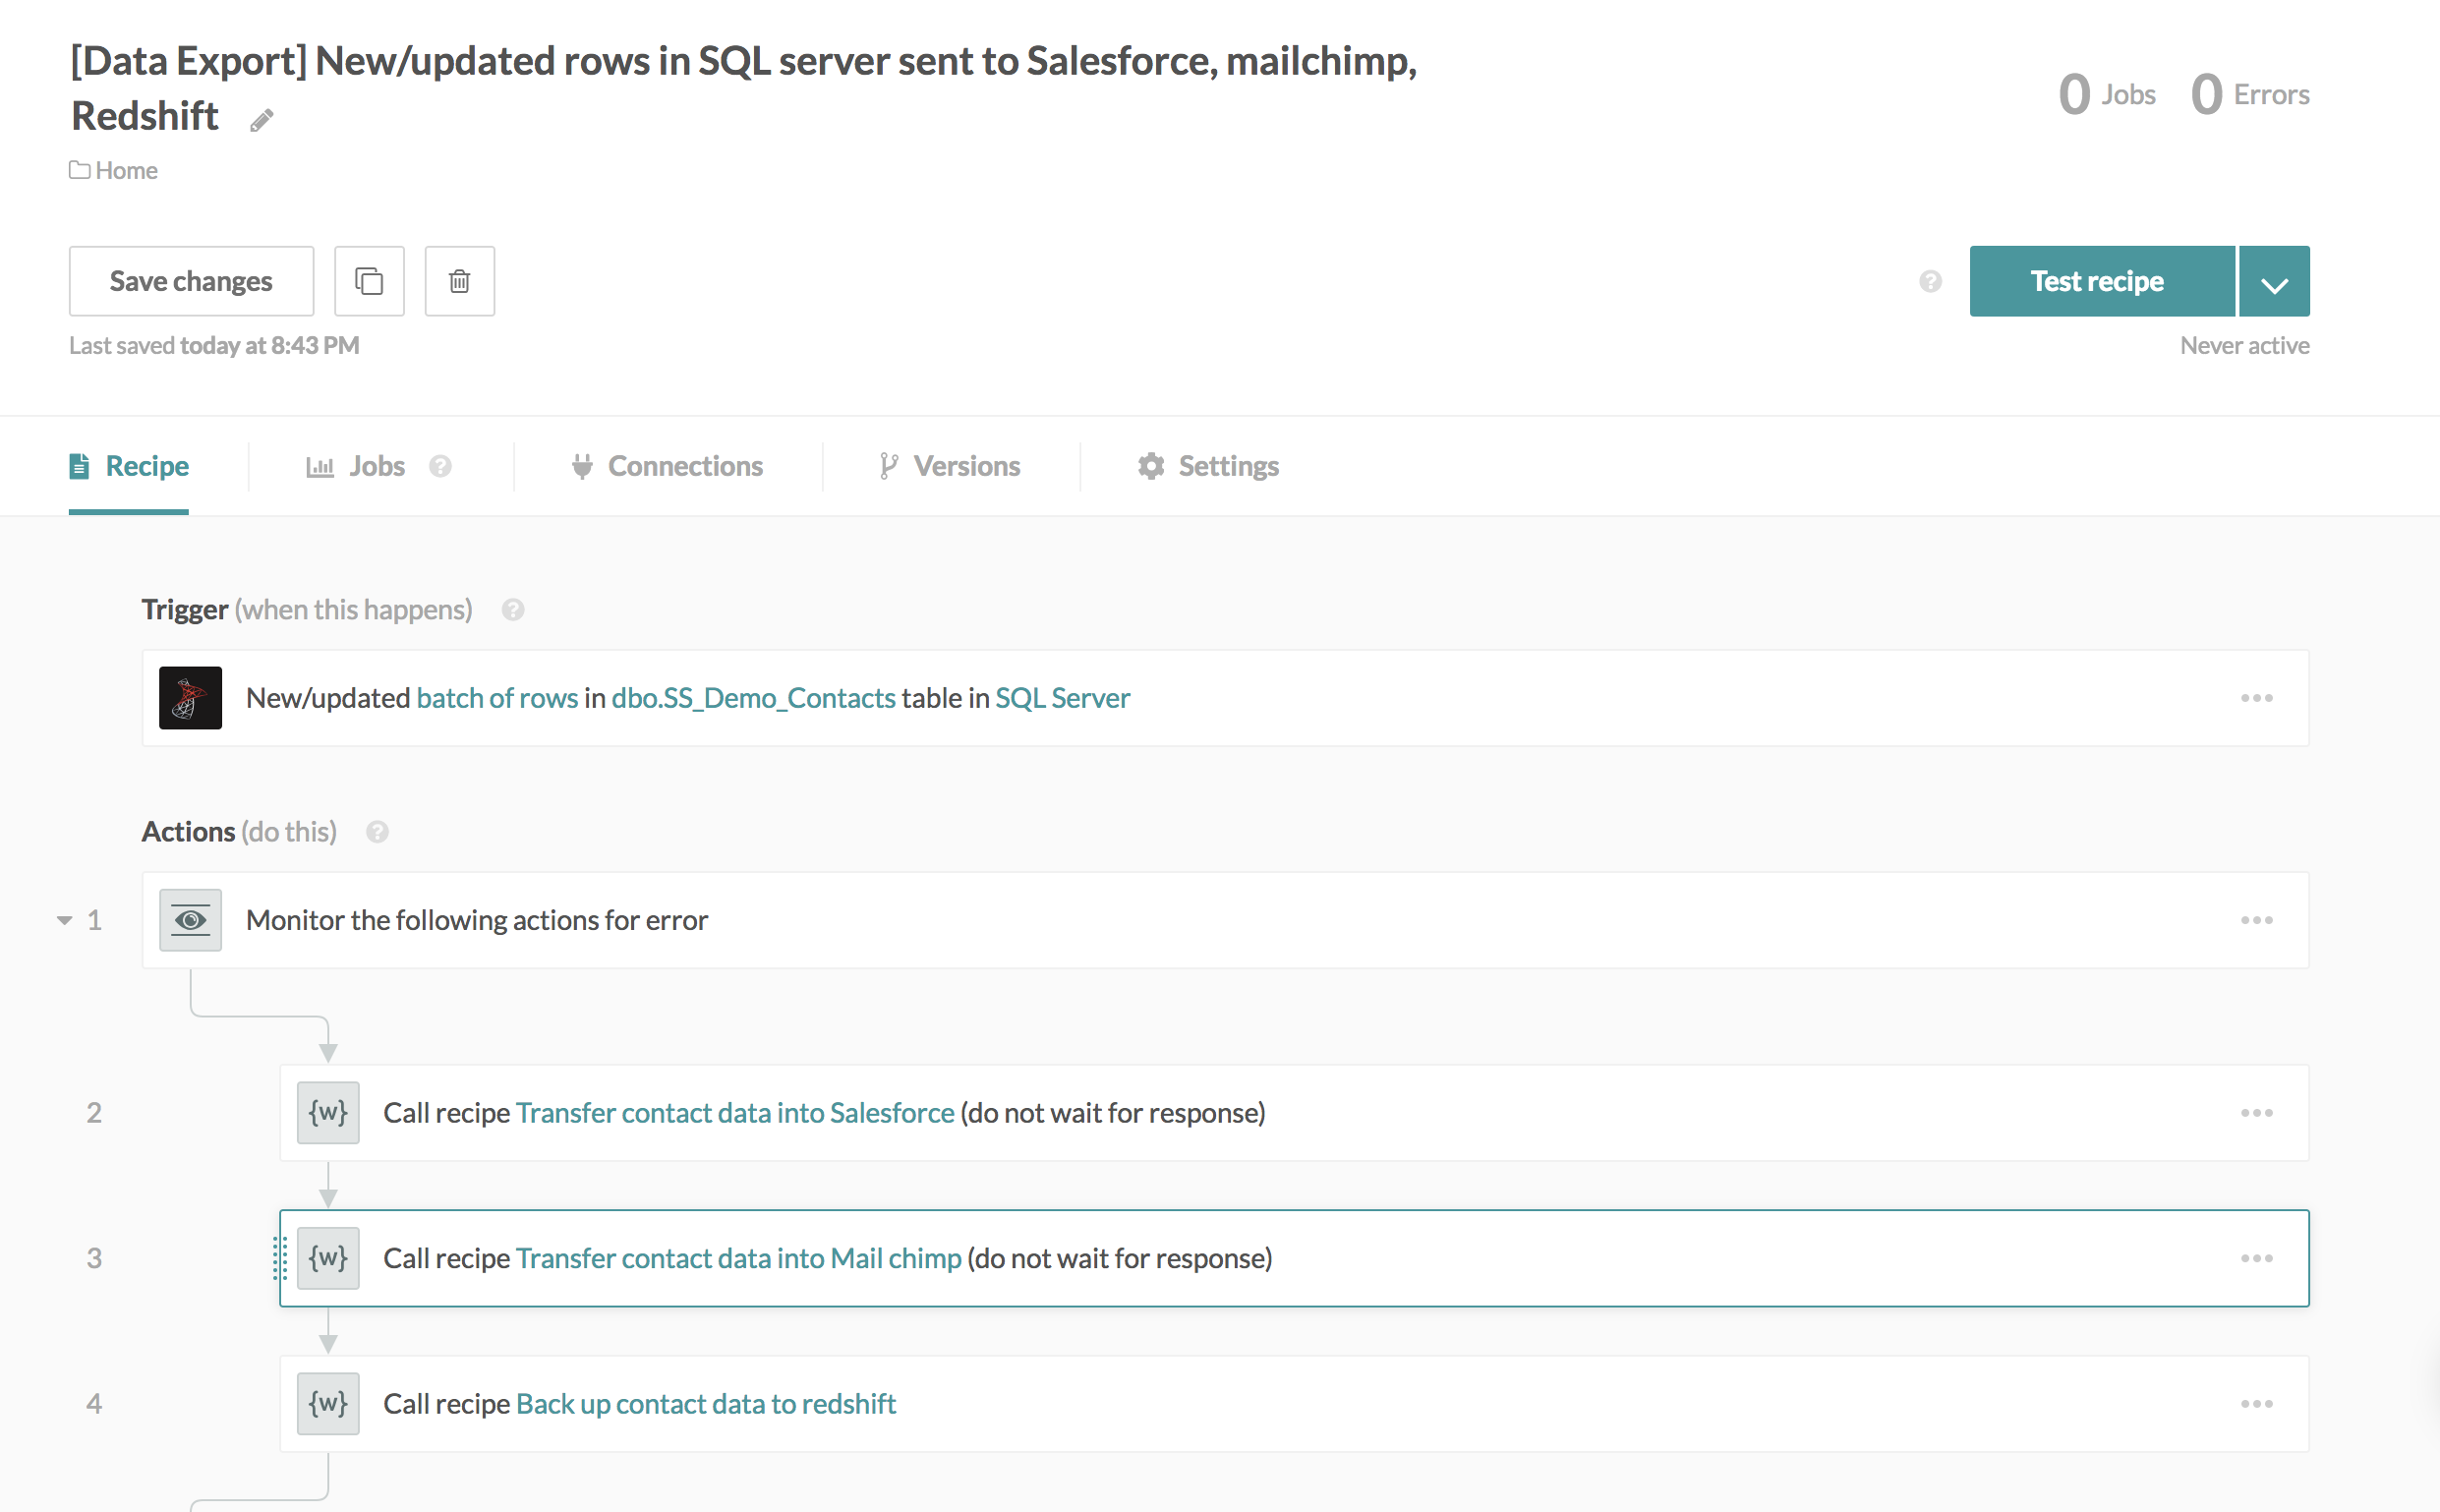 [Data Export] New/updated rows in SQL server sent to Salesforce, mailchimp,
Redshift
0 Jobs 0 Errors
Home
Save changes
? Test recipe
Last saved today at 8:43 PM
Never active
Recipe Jobs ? Connections Versions Settings
Trigger (when this happens) ?
New/updated batch of rows in dbo.SS_Demo_Contacts table in SQL Server
Actions (do this) ?
1 Monitor the following actions for error
2 {w} Call recipe Transfer contact data into Salesforce (do not wait for response)
3 {w} Call recipe Transfer contact data into Mail chimp (do not wait for response)
4 {w} Call recipe Back up contact data to redshift